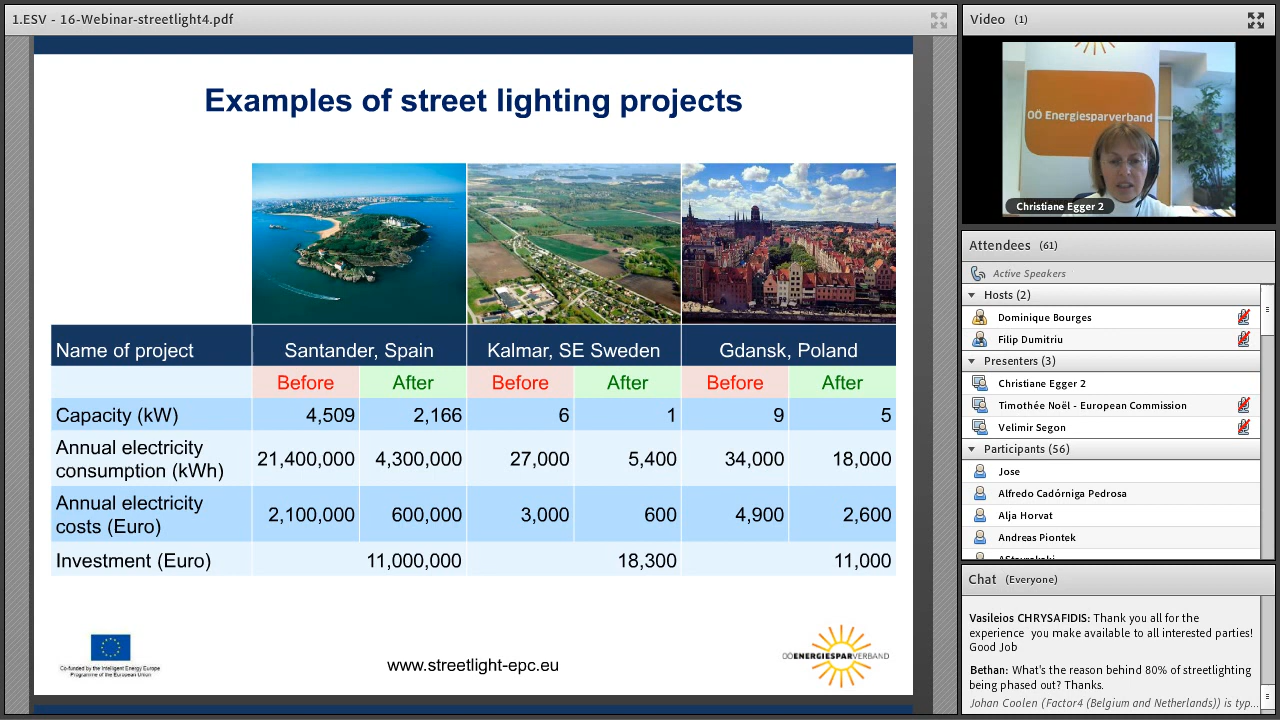 1.ESV - 16-Webinar-streetlight4.pdf
Examples of street lighting projects
Name of project Santander, Spain Kalmar, SE Sweden Gdansk, Poland
Before After Before After Before After
Capacity (kW) 4,509 2,166 6 1 9 5
Annual electricity
consumption (kWh) 21,400,000 4,300,000 27,000 5,400 34,000 18,000
Annual electricity
costs (Euro) 2,100,000 600,000 3,000 600 4,900 2,600
Investment (Euro) 11,000,000 18,300 11,000
Co-funded by the Intelligent Energy Europe
Programme of the European Union
www.streetlight-epc.eu
OÖENERGIESPARVERBAND
Video (1)
OÖ Energiesparverband
Christiane Egger 2
Attendees (61)
Active Speakers
Hosts (2)
Dominique Bourges
Filip Dumitriu
Presenters (3)
Christiane Egger 2
Timothée Noël - European Commission
Velimir Segon
Participants (56)
Jose
Alfredo Cadórniga Pedrosa
Alja Horvat
Andreas Piontek
Chat (Everyone)
Vasileios CHRYSAFIDIS: Thank you all for the
experience you make available to all interested parties!
Good Job
Bethan: What's the reason behind 80% of streetlighting
being phased out? Thanks.
Johan Coolen (Factor4 (Belgium and Netherlands)) is typ...